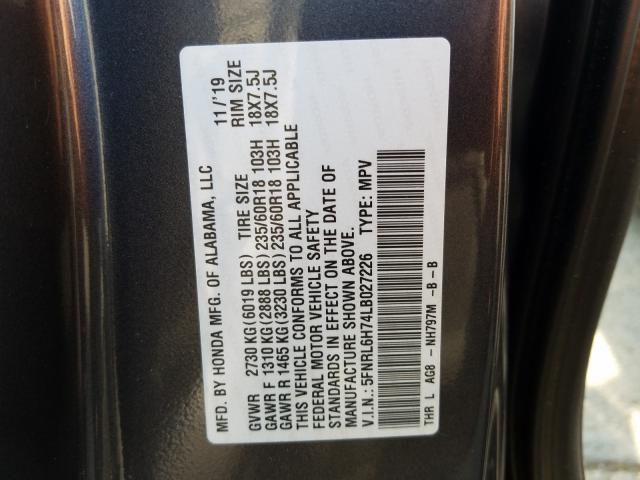 MFD. BY HONDA MFG. OF ALABAMA, LLC 11/'19
TIRE SIZE RIM SIZE
GVWR 2730 KG(6019 LBS)
GAWR F 1310 KG(2888 LBS) 235/60R18 103H 18X7.5J
GAWR R 1465 KG(3230 LBS) 235/60R18 103H 18X7.5J
THIS VEHICLE CONFORMS TO ALL APPLICABLE
FEDERAL MOTOR VEHICLE SAFETY
STANDARDS IN EFFECT ON THE DATE OF
MANUFACTURE SHOWN ABOVE.
V.I.N.: 5FNRL6H74LB027226 TYPE: MPV
THR L AG8 - NH797M -B-B